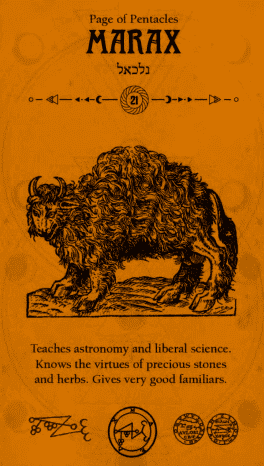 Page of Pentacles
MARAX
נלכאל
21
Teaches astronomy and liberal science.
Knows the virtues of precious stones
and herbs. Gives very good familiars.